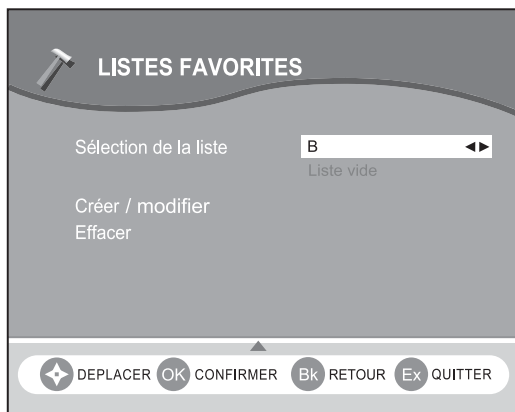 LISTES FAVORITES
Sélection de la liste B
Liste vide
Créer / modifier
Effacer
DEPLACER OK CONFIRMER Bk RETOUR Ex QUITTER